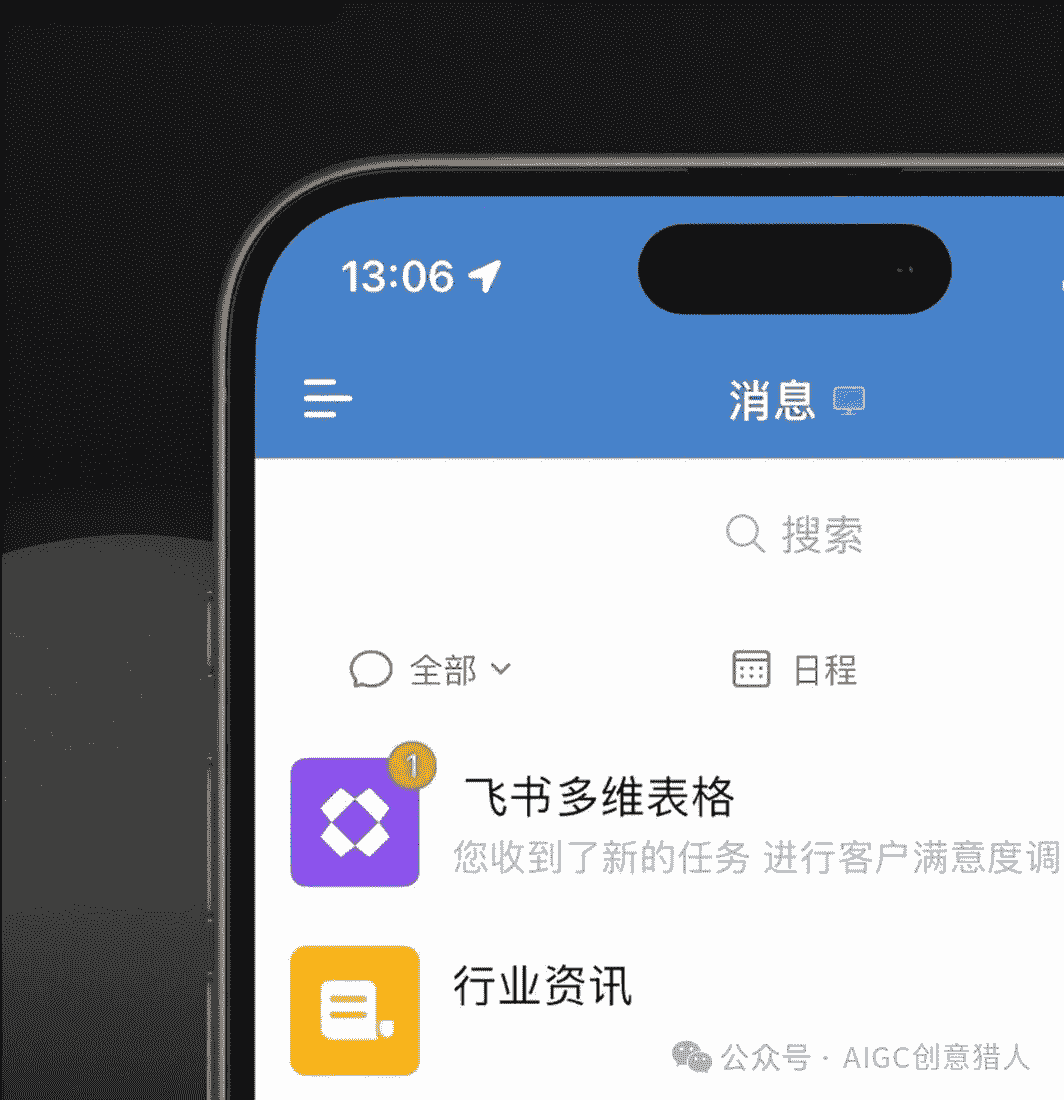 13:06
消息
搜索
全部
日程
1
飞书多维表格
您收到了新的任务 进行客户满意度调
行业资讯
公众号 · AIGC创意猎人